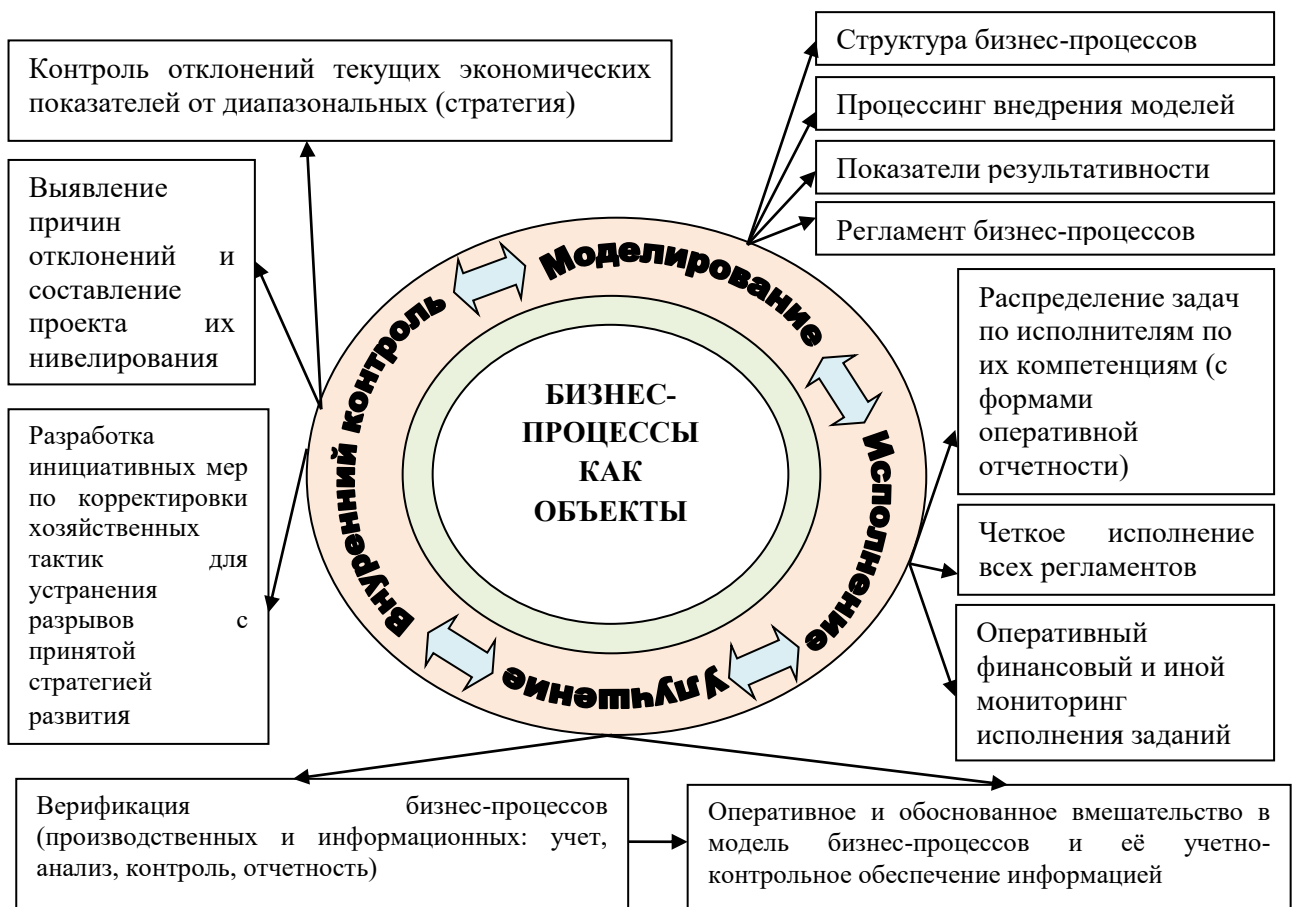 Контроль отклонений текущих экономических
показателей от диапазональных (стратегия)
Структура бизнес-процессов
Процессинг внедрения моделей
Показатели результативности
Регламент бизнес-процессов
Выявление
причин
отклонений и
составление
проекта их
нивелирования
Разработка
инициативных мер
по корректировки
хозяйственных
тактик для
устранения
разрывов с
принятой
стратегией
развития
Моделирование
Исполнение
Улучшение
Внуренний контроль
БИЗНЕС-
ПРОЦЕССЫ
КАК
ОБЪЕКТЫ
Распределение задач
по исполнителям по
их компетенциям (с
формами
оперативной
отчетности)
Четкое исполнение
всех регламентов
Оперативный
финансовый и иной
мониторинг
исполнения заданий
Верификация бизнес-процессов
(производственных и информационных: учет,
анализ, контроль, отчетность)
Оперативное и обоснованное вмешательство в
модель бизнес-процессов и её учетно-
контрольное обеспечение информацией